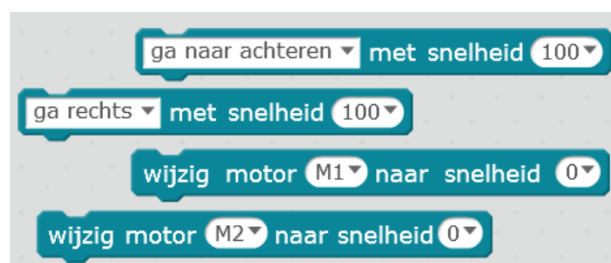 ga naar achteren met snelheid 100
ga rechts met snelheid 100
wijzig motor M1 naar snelheid 0
wijzig motor M2 naar snelheid 0